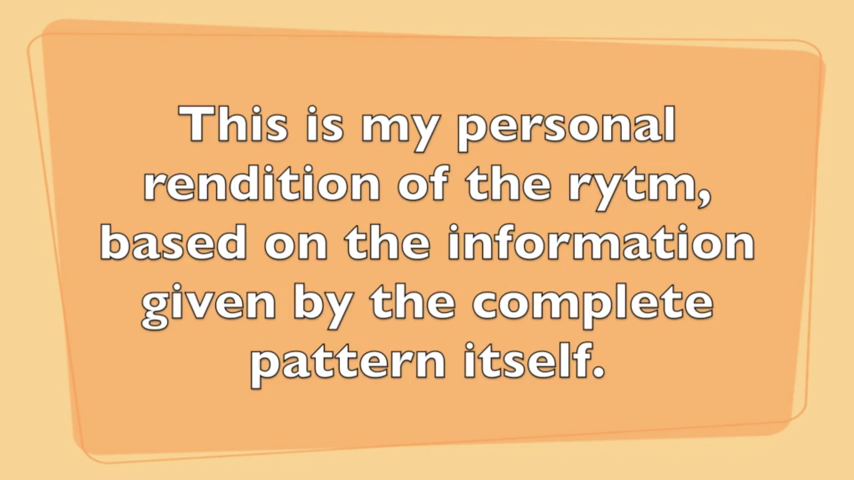 This is my personal
rendition of the rytm,
based on the information
given by the complete
pattern itself.